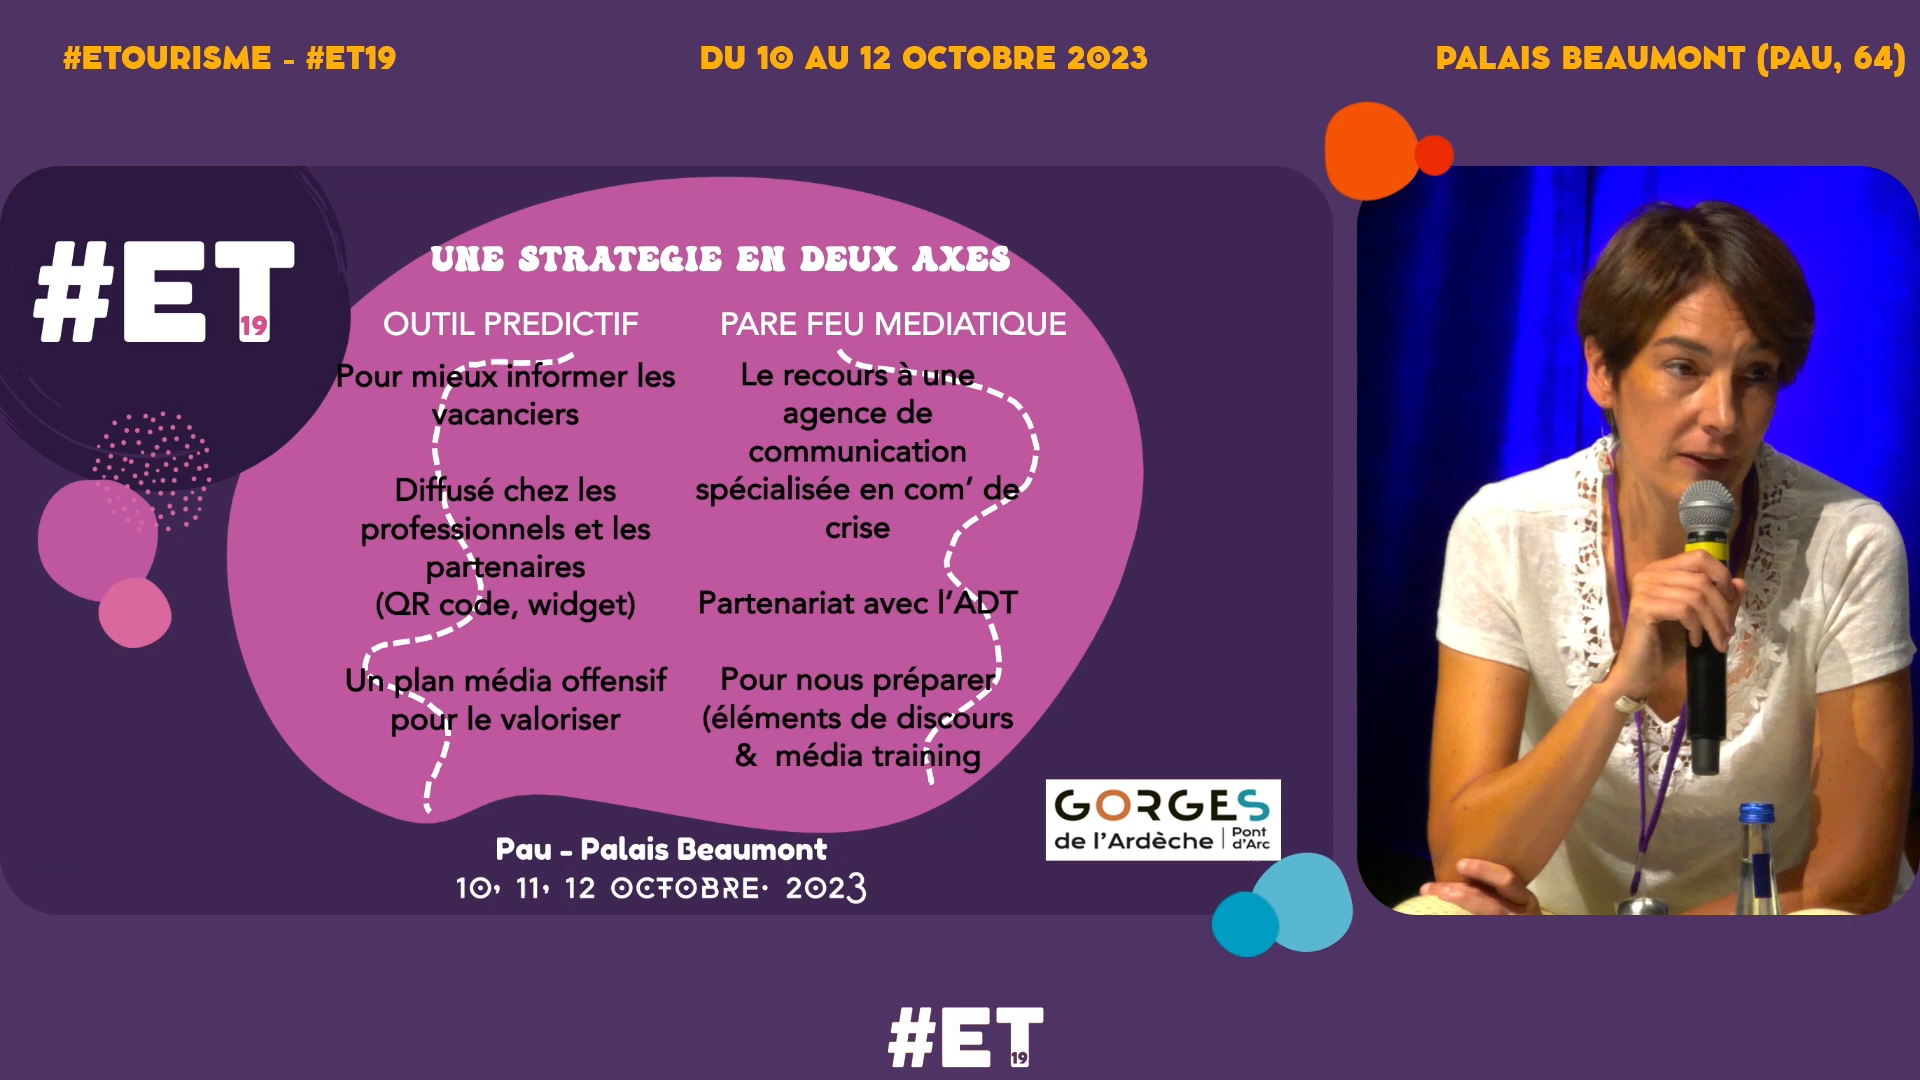 #ETOURISME - #ET19
DU 10 AU 12 OCTOBRE 2023
PALAIS BEAUMONT (PAU, 64)
#ET
19
UNE STRATEGIE EN DEUX AXES
OUTIL PREDICTIF
Pour mieux informer les
vacanciers
Diffusé chez les
professionnels et les
partenaires
(QR code, widget)
Un plan média offensif
pour le valoriser
PARE FEU MEDIATIQUE
Le recours à une
agence de
communication
spécialisée en com’ de
crise
Partenariat avec l’ADT
Pour nous préparer
(éléments de discours
& média training
GORGES
de l’Ardèche | Pont
d’Arc
Pau - Palais Beaumont
10, 11, 12 OCTOBRE. 2023
#ET
19